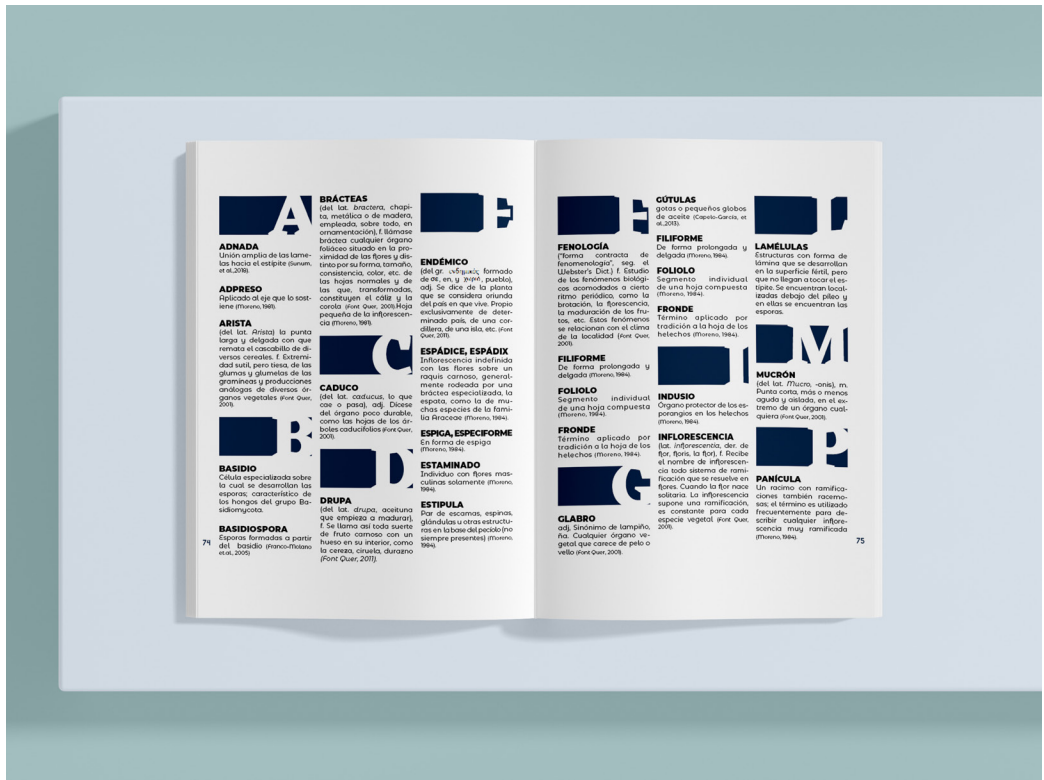 A
ADNADA
Unión amplia de las lame-
las hacia el estípite (Sunum,
et al.,2018).
ADPRESO
Aplicado al eje que lo sost-
iene (Moreno, 1981).
ARISTA
(del lat. Arista) la punta
larga y delgada con que
remata el cascabillo de di-
versos cereales. f. Extremi-
dad sutil, pero tiesa, de las
glumas y glumelas de las
gramíneas y producciones
análogas de diversos ór-
ganos vegetales (Font Quer,
2001).
B
BASIDIO
Célula especializada sobre
la cual se desarrollan las
esporas; característico de
los hongos del grupo Ba-
sidiomycota.
BASIDIOSPORA
Esporas formadas a partir
del basidio (Franco-Molano
et.al., 2005)
74
BRÁCTEAS
(del lat. bractera, chapi-
ta, metálica o de madera,
empleada, sobre todo, en
ornamentación), f. llámase
bráctea cualquier órgano
foliáceo situado en la pro-
ximidad de las flores y dis-
tinto por su forma, tamaño,
consistencia, color, etc. de
las hojas normales y de
las que, transformadas,
constituyen el cáliz y la
corola (Font Quer, 2001).Hoja
pequeña de la infloresen-
cia (Moreno, 1981).
C
CADUCO
(del lat. caducus, lo que
cae o pasa), adj. Dícese
del órgano poco durable,
como las hojas de los ár-
boles caducifolios (Font Quer,
2001).
D
DRUPA
(del lat. drupa, aceituna
que empieza a madurar),
f. Se llama así toda suerte
de fruto carnoso con un
hueso en su interior, como
la cereza, ciruela, durazno
(Font Quer, 2011).
E
ENDÉMICO
(del gr. formado
de en, y pueblo),
adj. Se dice de la planta
que se considera oriunda
del país en que vive. Propio
exclusivamente de deter-
minado país, de una cor-
dillera, de una isla, etc. (Font
Quer, 2011).
ESPÁDICE, ESPÁDIX
Inflorescencia indefinida
con las flores sobre un
raquis carnoso, general-
mente rodeada por una
bráctea especializada, la
espata, como la de mu-
chas especies de la fami-
lia Araceae (Moreno, 1984).
ESPIGA, ESPECIFORME
En forma de espiga
(Moreno, 1984).
ESTAMINADO
Individuo con flores mas-
culinas solamente (Moreno,
1984).
ESTIPULA
Par de escamas, espinas,
glándulas u otras estructu-
ras en la base del pecíolo (no
siempre presentes) (Moreno,
1984).
FENOLOGÍA
("forma contracta de
fenomenología", seg. el
Webster's Dict.) f. Estudio
de los fenómenos biológi-
cos acomodados a cierto
ritmo periódico, como la
brotación, la florescencia,
la maduración de los fru-
tos, etc. Estos fenómenos
se relacionan con el clima
de la localidad (Font Quer,
2001).
FILIFORME
De forma prolongada y
delgada (Moreno, 1984).
FOLIOLO
Segmento individual
de una hoja compuesta
(Moreno, 1984).
FRONDE
Término aplicado por
tradición a la hoja de los
helechos (Moreno, 1984).
G
GLABRO
adj. Sinónimo de lampiño,
ña. Cualquier órgano ve-
getal que carece de pelo o
vello (Font Quer, 2001).
GÚTULAS
gotas o pequeños globos
de aceite (Capelo-García, et
al.,2013).
FILIFORME
De forma prolongada y
delgada (Moreno, 1984).
FOLIOLO
Segmento individual
de una hoja compuesta
(Moreno, 1984).
FRONDE
Término aplicado por
tradición a la hoja de los
helechos (Moreno, 1984).
INDUSIO
Órgano protector de los es-
porangios en los helechos
(Moreno, 1984).
INFLORESCENCIA
(lat. inflorescentia, der. de
flor, floris, la flor), f. Recibe
el nombre de inflorescen-
cia todo sistema de rami-
ficación que se resuelve en
flores. Cuando la flor nace
solitaria. La inflorescencia
supone una ramificación,
es constante para cada
especie vegetal (Font Quer,
2001).
LAMÉLULAS
Estructuras con forma de
lámina que se desarrollan
en la superficie fértil, pero
que no llegan a tocar el es-
típite. Se encuentran local-
izadas debajo del píleo y
en ellas se encuentran las
esporas.
M
MUCRÓN
(del lat. Mucro, -onis), m.
Punta corta, más o menos
aguda y aislada, en el ex-
tremo de un órgano cual-
quiera (Font Quer, 2001).
P
PANÍCULA
Un racimo con ramifica-
ciones también racemo-
sas; el término es utilizado
frecuentemente para de-
scribir cualquier inflore-
scencia muy ramificada
(Moreno, 1984).
75